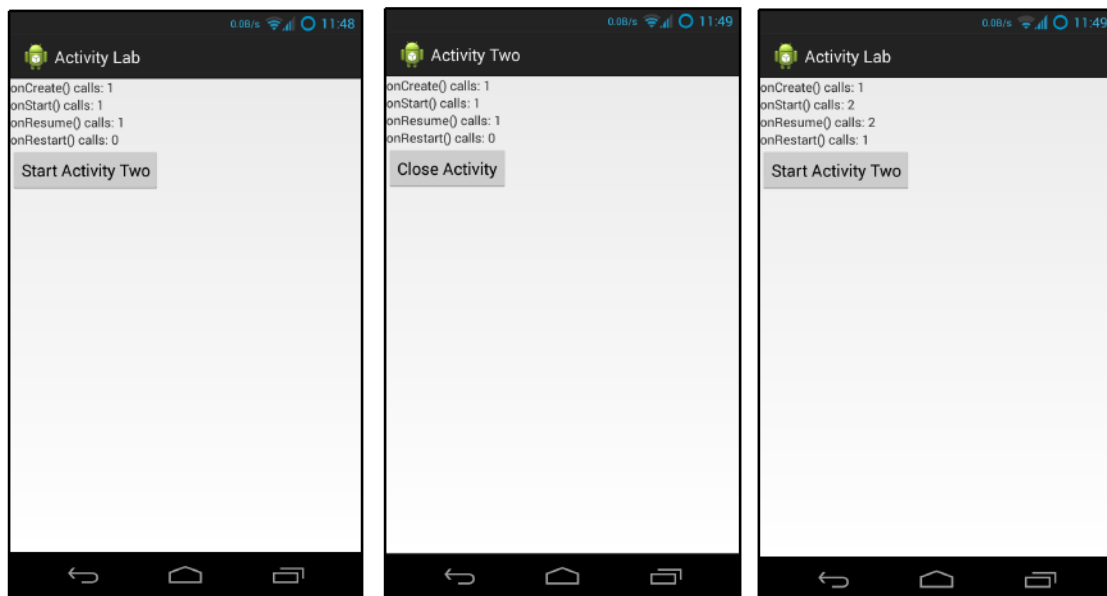 0.0B/s 11:48
Activity Lab
onCreate() calls: 1
onStart() calls: 1
onResume() calls: 1
onRestart() calls: 0
Start Activity Two
0.0B/s 11:49
Activity Two
onCreate() calls: 1
onStart() calls: 1
onResume() calls: 1
onRestart() calls: 0
Close Activity
0.0B/s 11:49
Activity Lab
onCreate() calls: 1
onStart() calls: 2
onResume() calls: 2
onRestart() calls: 1
Start Activity Two